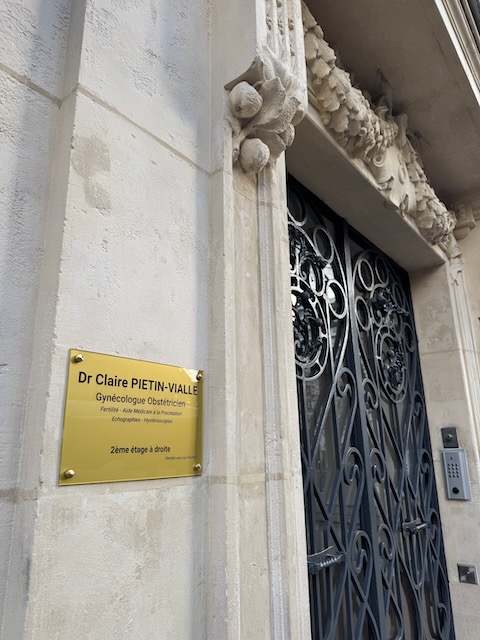 Dr Claire PIETIN-VIALLE
Gynécologue Obstétricien
Fertilité - Aide Médicale à la Procréation
Echographies - Hystéroscopies
2ème étage à droite